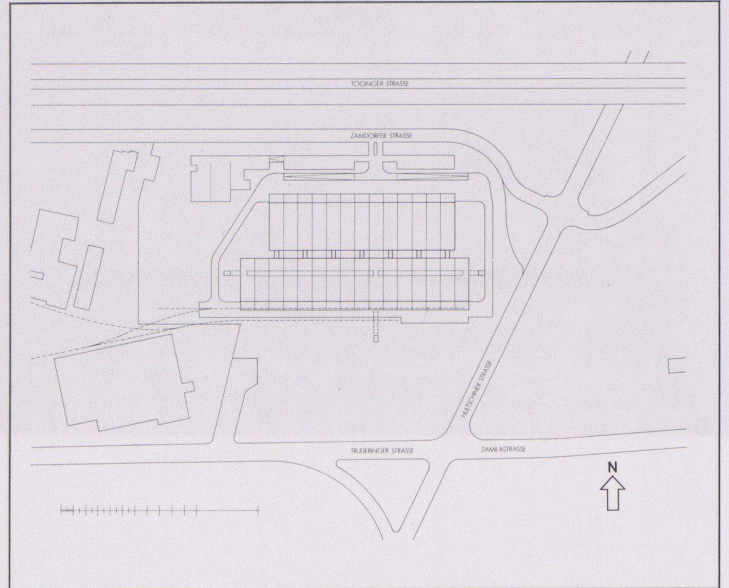 TOGINGER STRASSE
ZAMDORFER STRASSE
HULTSCHINER STRASSE
TRUDERINGER STRASSE
ZAMILASTRASSE
N